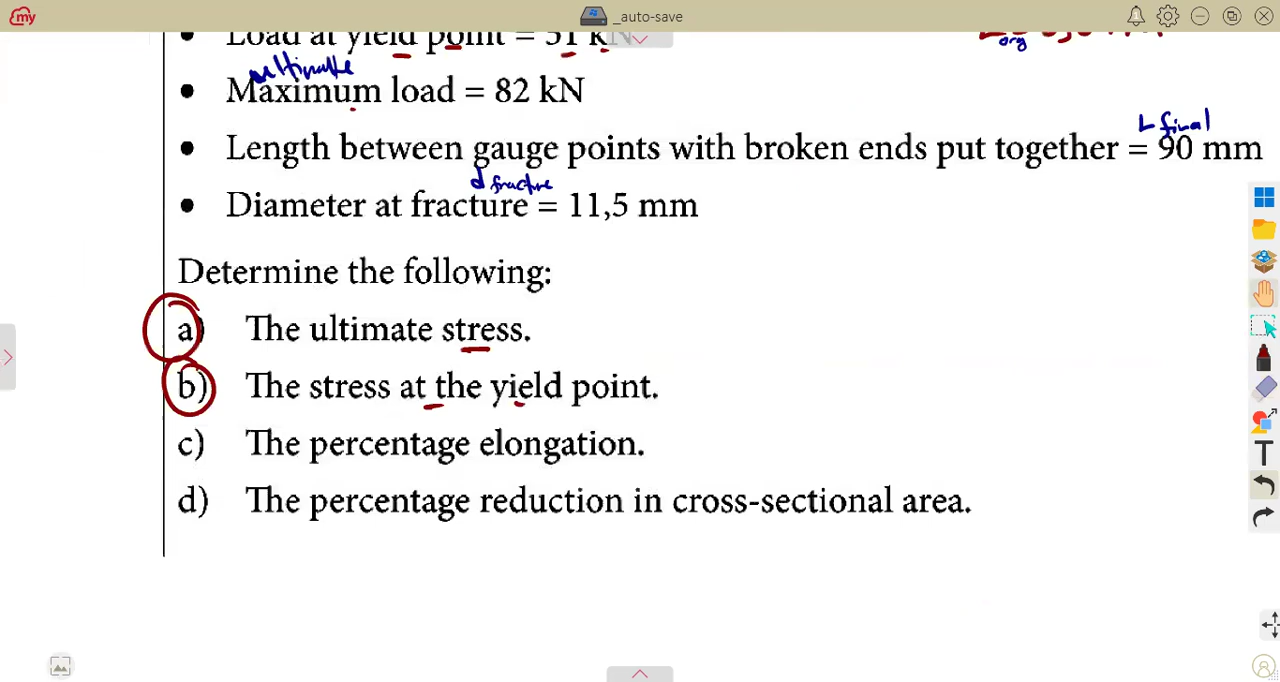 my
_auto-save
• Load at yield point = 51 kN
org
ultimate
• Maximum load = 82 kN
L final
• Length between gauge points with broken ends put together = 90 mm
d fracture
• Diameter at fracture = 11,5 mm
Determine the following:
a) The ultimate stress.
b) The stress at the yield point.
c) The percentage elongation.
d) The percentage reduction in cross-sectional area.
T